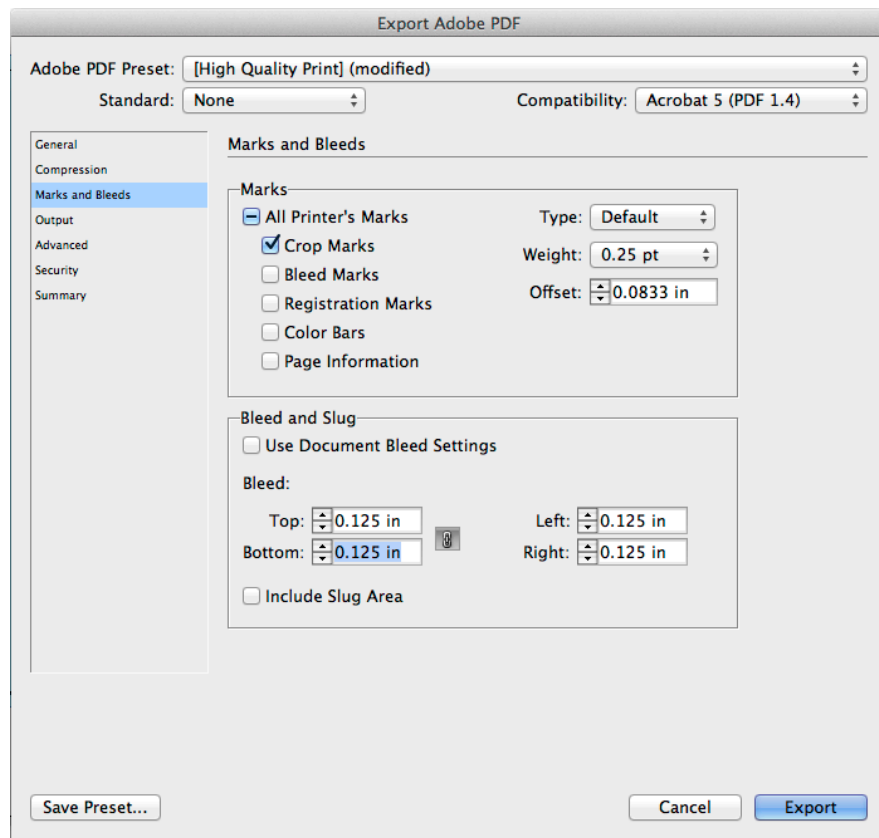 Export Adobe PDF
Adobe PDF Preset: [High Quality Print] (modified)
Standard: None Compatibility: Acrobat 5 (PDF 1.4)
General
Compression
Marks and Bleeds
Output
Advanced
Security
Summary
Marks and Bleeds
Marks
All Printer's Marks
Crop Marks
Bleed Marks
Registration Marks
Color Bars
Page Information
Type: Default
Weight: 0.25 pt
Offset: 0.0833 in
Bleed and Slug
Use Document Bleed Settings
Bleed:
Top: 0.125 in Left: 0.125 in
Bottom: 0.125 in Right: 0.125 in
Include Slug Area
Save Preset... Cancel Export